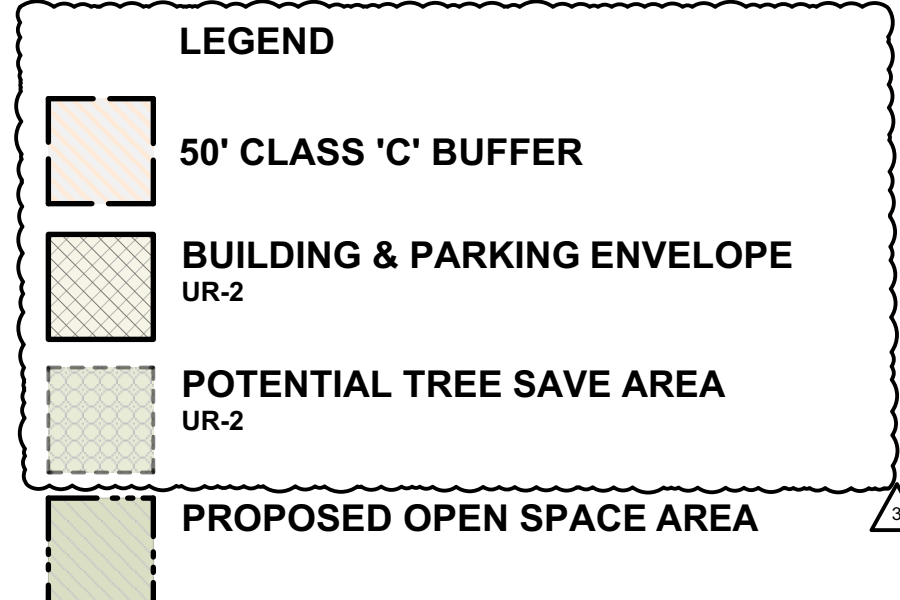 LEGEND
50' CLASS 'C' BUFFER
BUILDING & PARKING ENVELOPE
UR-2
POTENTIAL TREE SAVE AREA
UR-2
PROPOSED OPEN SPACE AREA
3